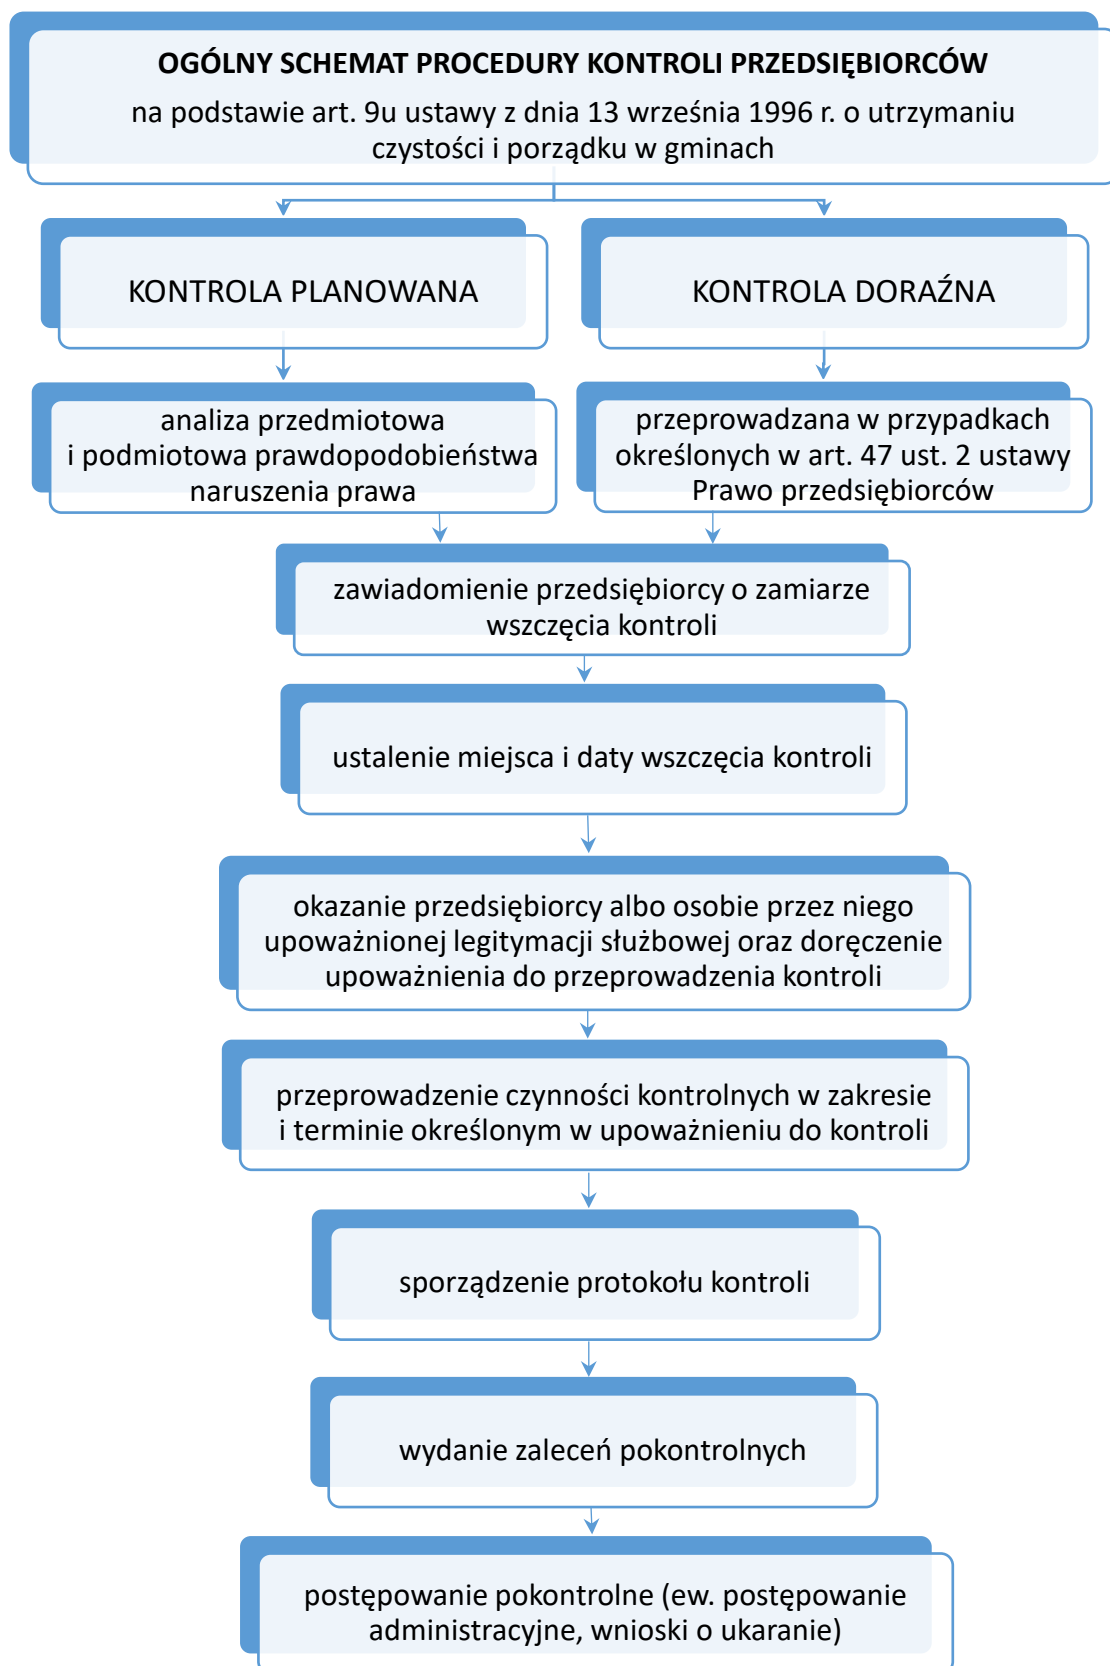 OGÓLNY SCHEMAT PROCEDURY KONTROLI PRZEDSIĘBIORCÓW
na podstawie art. 9u ustawy z dnia 13 września 1996 r. o utrzymaniu
czystości i porządku w gminach
KONTROLA PLANOWANA
KONTROLA DORAŹNA
analiza przedmiotowa
i podmiotowa prawdopodobieństwa
naruszenia prawa
przeprowadzana w przypadkach
określonych w art. 47 ust. 2 ustawy
Prawo przedsiębiorców
zawiadomienie przedsiębiorcy o zamiarze
wszczęcia kontroli
ustalenie miejsca i daty wszczęcia kontroli
okazanie przedsiębiorcy albo osobie przez niego
upoważnionej legitymacji służbowej oraz doręczenie
upoważnienia do przeprowadzenia kontroli
przeprowadzenie czynności kontrolnych w zakresie
i terminie określonym w upoważnieniu do kontroli
sporządzenie protokołu kontroli
wydanie zaleceń pokontrolnych
postępowanie pokontrolne (ew. postępowanie
administracyjne, wnioski o ukaranie)